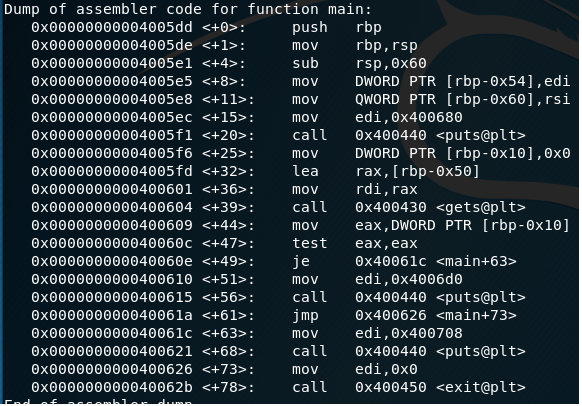 Dump of assembler code for function main:
0x00000000004005dd <+0>: push rbp
0x00000000004005de <+1>: mov rbp,rsp
0x00000000004005e1 <+4>: sub rsp,0x60
0x00000000004005e5 <+8>: mov DWORD PTR [rbp-0x54],edi
0x00000000004005e8 <+11>: mov QWORD PTR [rbp-0x60],rsi
0x00000000004005ec <+15>: mov edi,0x400680
0x00000000004005f1 <+20>: call 0x400440 <puts@plt>
0x00000000004005f6 <+25>: mov DWORD PTR [rbp-0x10],0x0
0x00000000004005fd <+32>: lea rax,[rbp-0x50]
0x0000000000400601 <+36>: mov rdi,rax
0x0000000000400604 <+39>: call 0x400430 <gets@plt>
0x0000000000400609 <+44>: mov eax,DWORD PTR [rbp-0x10]
0x000000000040060c <+47>: test eax,eax
0x000000000040060e <+49>: je 0x40061c <main+63>
0x0000000000400610 <+51>: mov edi,0x4006d0
0x0000000000400615 <+56>: call 0x400440 <puts@plt>
0x000000000040061a <+61>: jmp 0x400626 <main+73>
0x000000000040061c <+63>: mov edi,0x400708
0x0000000000400621 <+68>: call 0x400440 <puts@plt>
0x0000000000400626 <+73>: mov edi,0x0
0x000000000040062b <+78>: call 0x400450 <exit@plt>
End of assembler dump